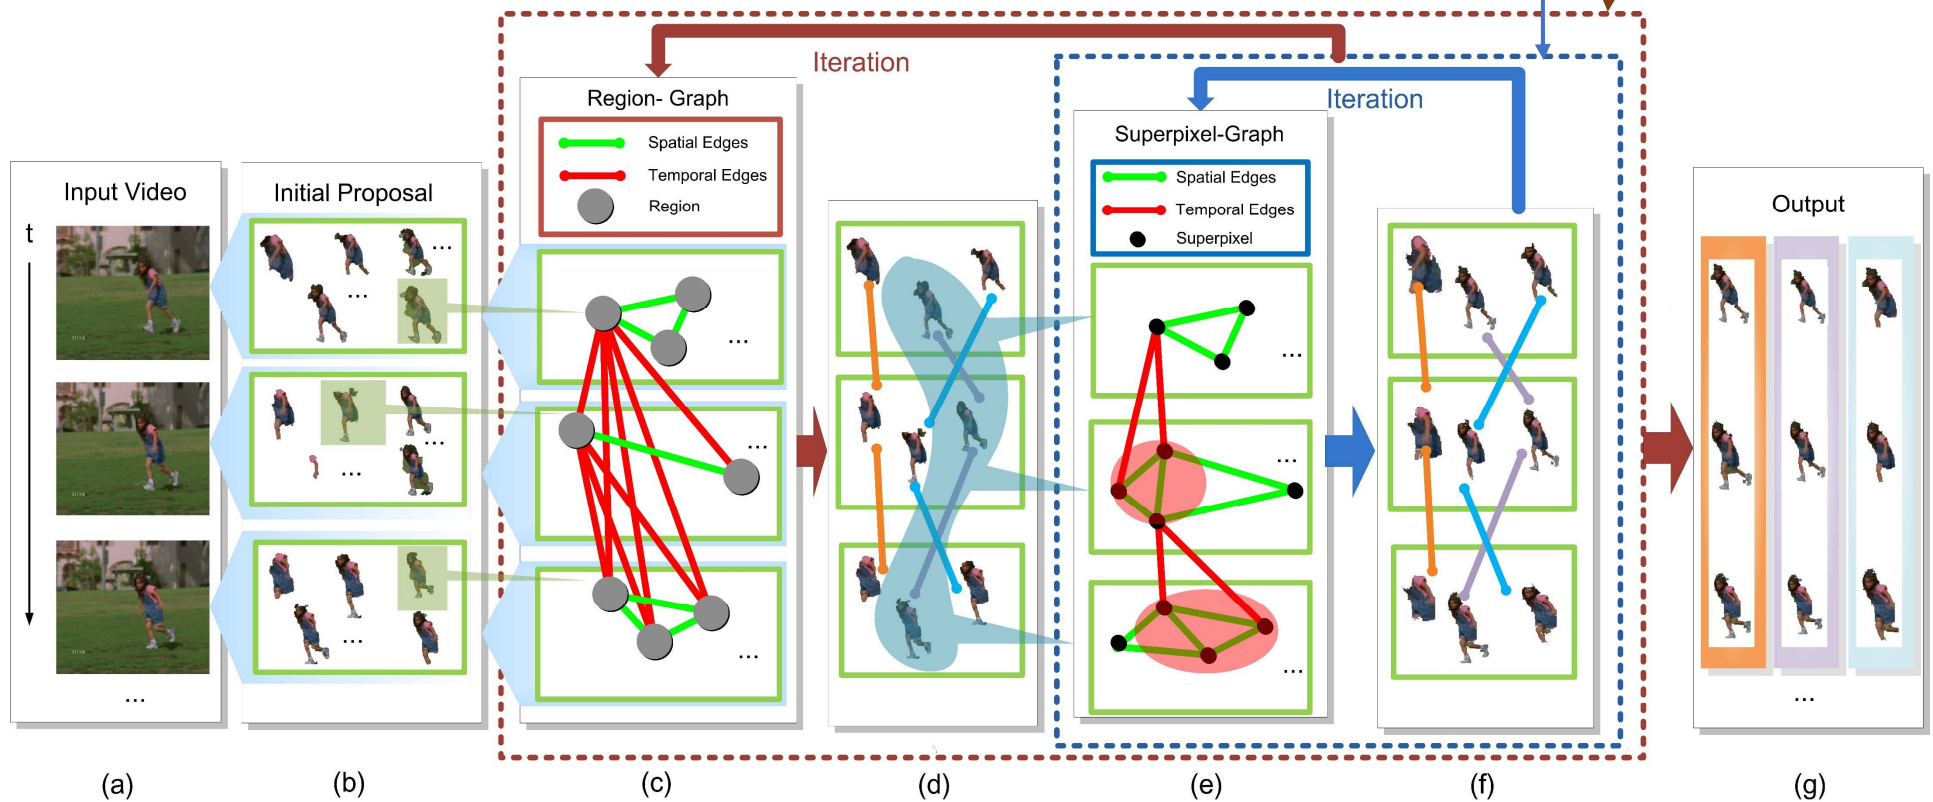 Iteration
Iteration
Region- Graph
Spatial Edges
Temporal Edges
Region
Superpixel-Graph
Spatial Edges
Temporal Edges
Superpixel
Input Video
t
...
Initial Proposal
...
...
...
...
...
...
...
...
...
...
...
Output
...
(a)
(b)
(c)
(d)
(e)
(f)
(g)